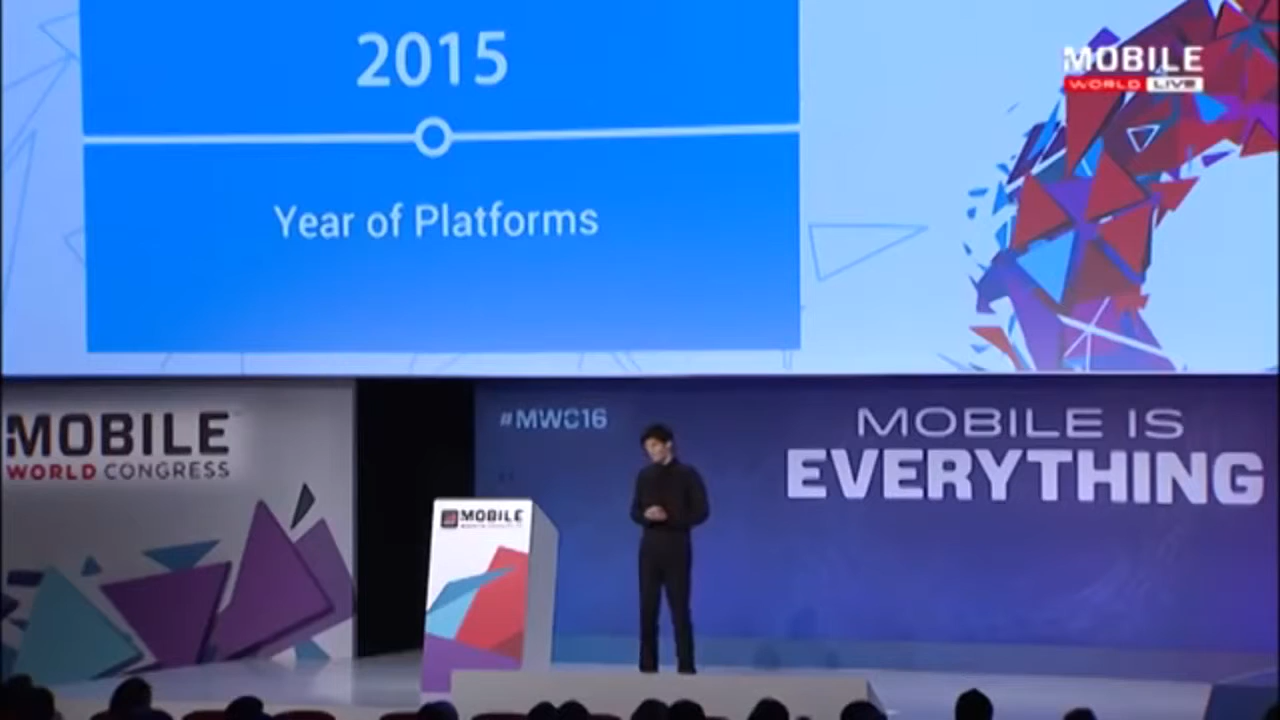 2015
Year of Platforms
MOBILE
WORLD LIVE
MOBILE
WORLD CONGRESS
#MWC16
MOBILE IS
EVERYTHING
MOBILE